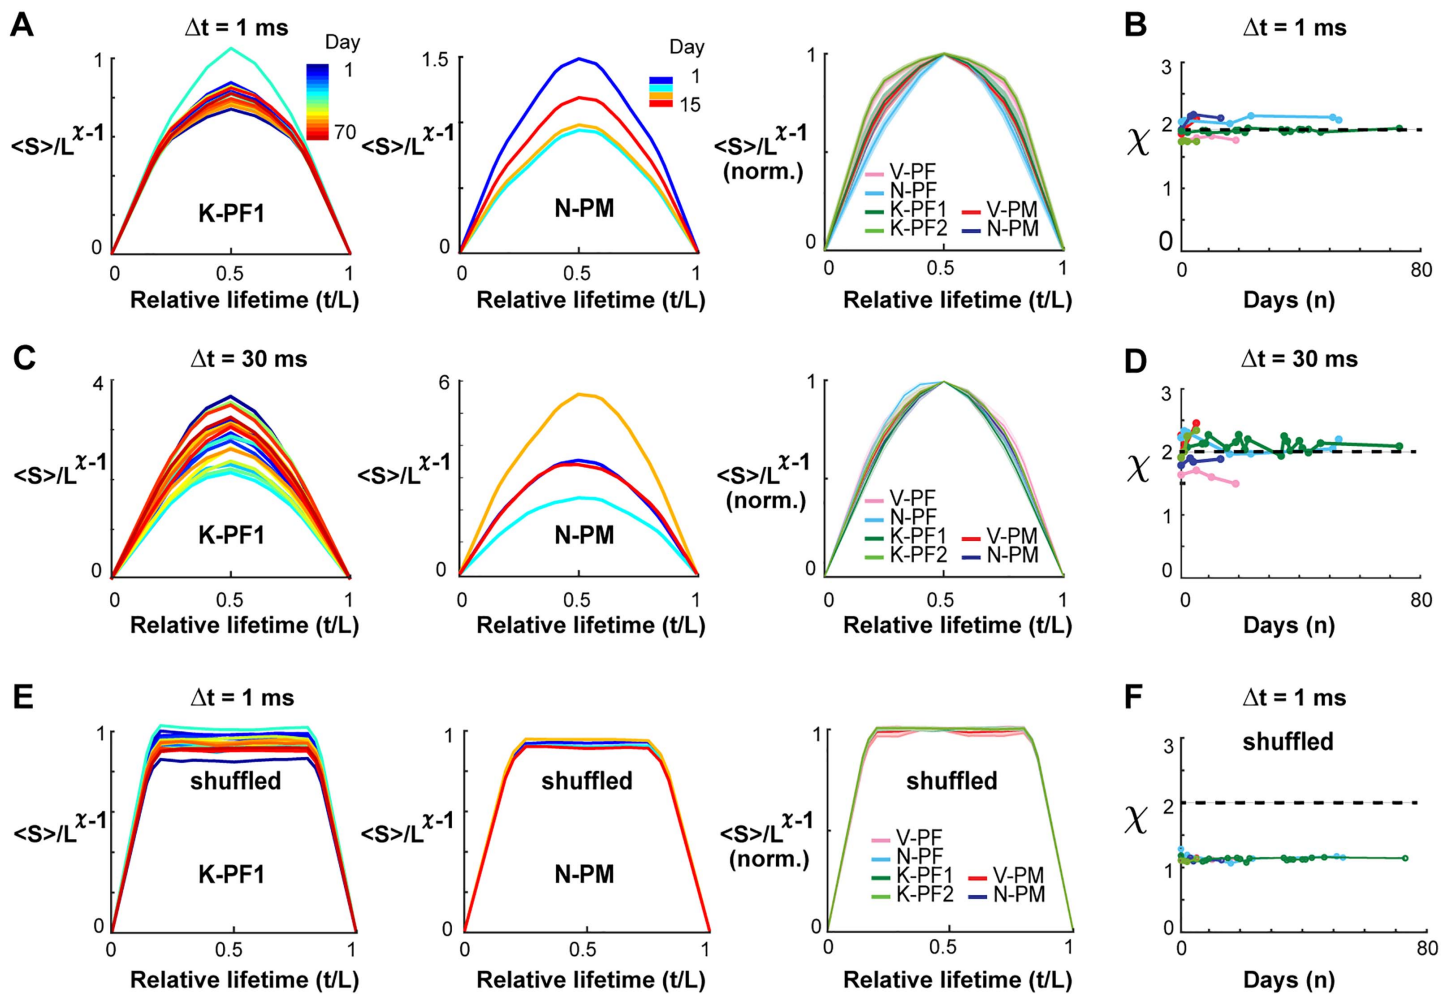 A
Δt = 1 ms
Day
1
70
1
0
<S>/L^χ-1
K-PF1
0
0.5
1
Relative lifetime (t/L)
Day
1
15
1.5
0
<S>/L^χ-1
N-PM
0
0.5
1
Relative lifetime (t/L)
1
0
<S>/L^χ-1
(norm.)
V-PF
N-PF
K-PF1
V-PM
K-PF2
N-PM
0
0.5
1
Relative lifetime (t/L)
B
Δt = 1 ms
3
2
1
0
χ
0
80
Days (n)
C
Δt = 30 ms
4
0
<S>/L^χ-1
K-PF1
0
0.5
1
Relative lifetime (t/L)
6
0
<S>/L^χ-1
N-PM
0
0.5
1
Relative lifetime (t/L)
1
0
<S>/L^χ-1
(norm.)
V-PF
N-PF
K-PF1
V-PM
K-PF2
N-PM
0
0.5
1
Relative lifetime (t/L)
D
Δt = 30 ms
3
2
1
0
χ
0
80
Days (n)
E
Δt = 1 ms
1
0
<S>/L^χ-1
shuffled
K-PF1
0
0.5
1
Relative lifetime (t/L)
1
0
<S>/L^χ-1
shuffled
N-PM
0
0.5
1
Relative lifetime (t/L)
1
0
<S>/L^χ-1
(norm.)
shuffled
V-PF
N-PF
K-PF1
V-PM
K-PF2
N-PM
0
0.5
1
Relative lifetime (t/L)
F
Δt = 1 ms
shuffled
3
2
1
0
χ
0
80
Days (n)